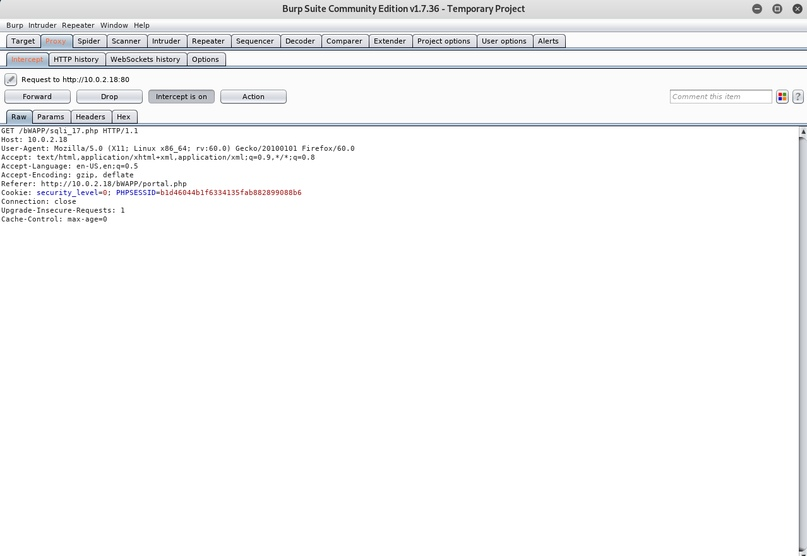 Burp Suite Community Edition v1.7.36 - Temporary Project
Burp Intruder Repeater Window Help
Target Proxy Spider Scanner Intruder Repeater Sequencer Decoder Comparer Extender Project options User options Alerts
Intercept HTTP history WebSockets history Options
Request to http://10.0.2.18:80
Forward Drop Intercept is on Action Comment this item ?
Raw Params Headers Hex
GET /bWAPP/sqli_17.php HTTP/1.1
Host: 10.0.2.18
User-Agent: Mozilla/5.0 (X11; Linux x86_64; rv:60.0) Gecko/20100101 Firefox/60.0
Accept: text/html,application/xhtml+xml,application/xml;q=0.9,*/*;q=0.8
Accept-Language: en-US,en;q=0.5
Accept-Encoding: gzip, deflate
Referer: http://10.0.2.18/bWAPP/portal.php
Cookie: security_level=0; PHPSESSID=b1d46044b1f6334135fab882899088b6
Connection: close
Upgrade-Insecure-Requests: 1
Cache-Control: max-age=0